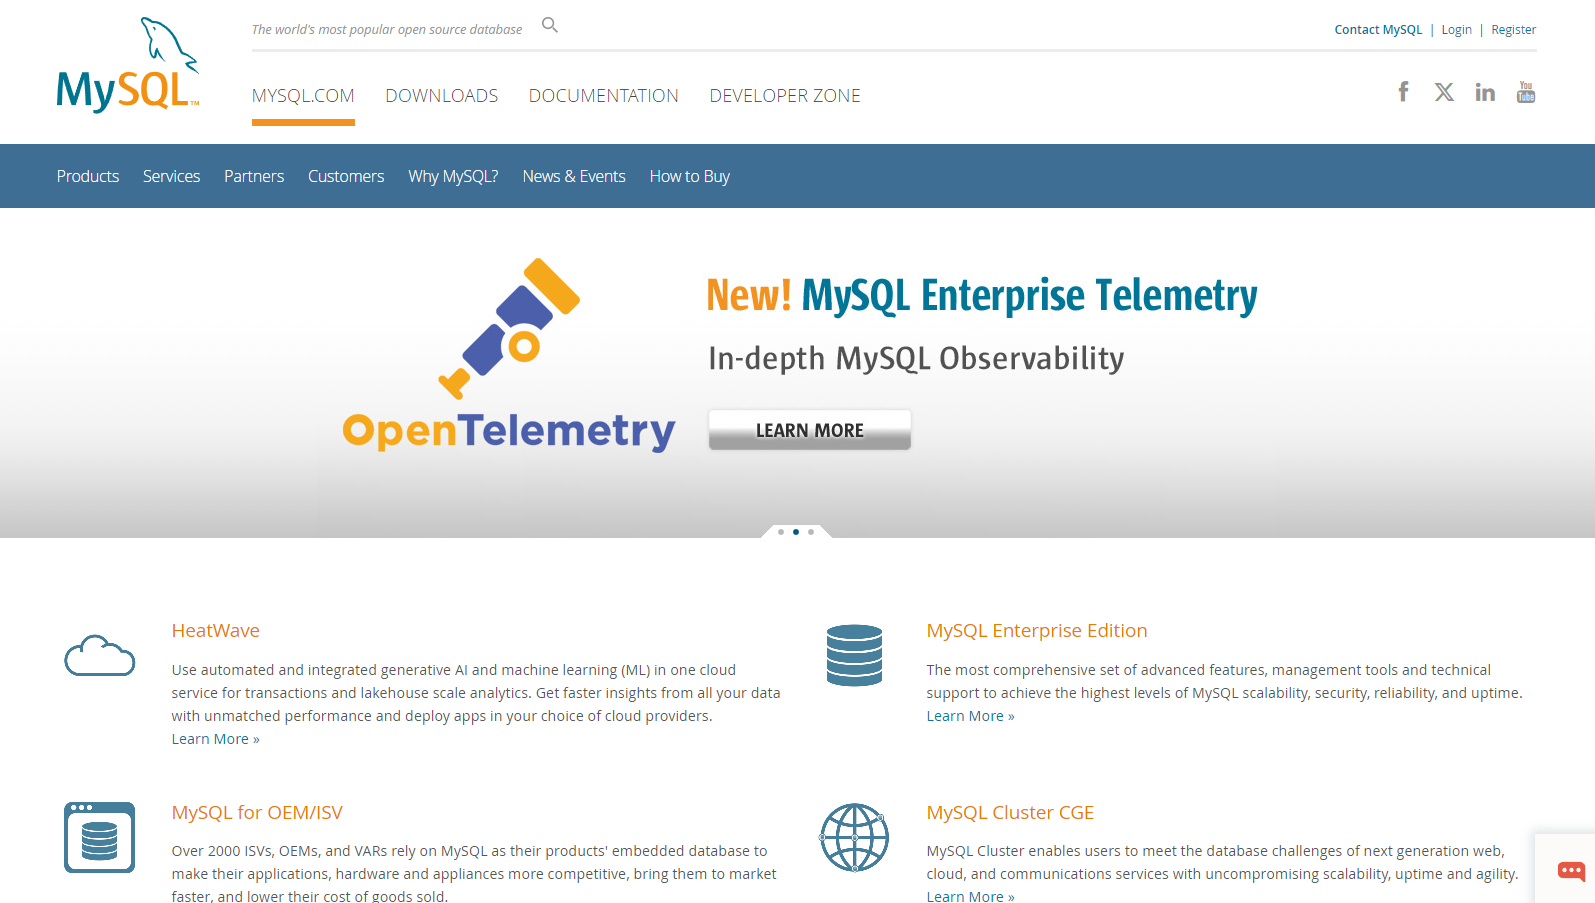 MySQL™
The world's most popular open source database
Contact MySQL | Login | Register
MYSQL.COM DOWNLOADS DOCUMENTATION DEVELOPER ZONE
You Tube
Products Services Partners Customers Why MySQL? News & Events How to Buy
New! MySQL Enterprise Telemetry
In-depth MySQL Observability
OpenTelemetry
LEARN MORE
HeatWave
Use automated and integrated generative AI and machine learning (ML) in one cloud
service for transactions and lakehouse scale analytics. Get faster insights from all your data
with unmatched performance and deploy apps in your choice of cloud providers.
Learn More »
MySQL Enterprise Edition
The most comprehensive set of advanced features, management tools and technical
support to achieve the highest levels of MySQL scalability, security, reliability, and uptime.
Learn More »
MySQL for OEM/ISV
Over 2000 ISVs, OEMs, and VARs rely on MySQL as their products' embedded database to
make their applications, hardware and appliances more competitive, bring them to market
faster, and lower their cost of goods sold.
MySQL Cluster CGE
MySQL Cluster enables users to meet the database challenges of next generation web,
cloud, and communications services with uncompromising scalability, uptime and agility.
Learn More »